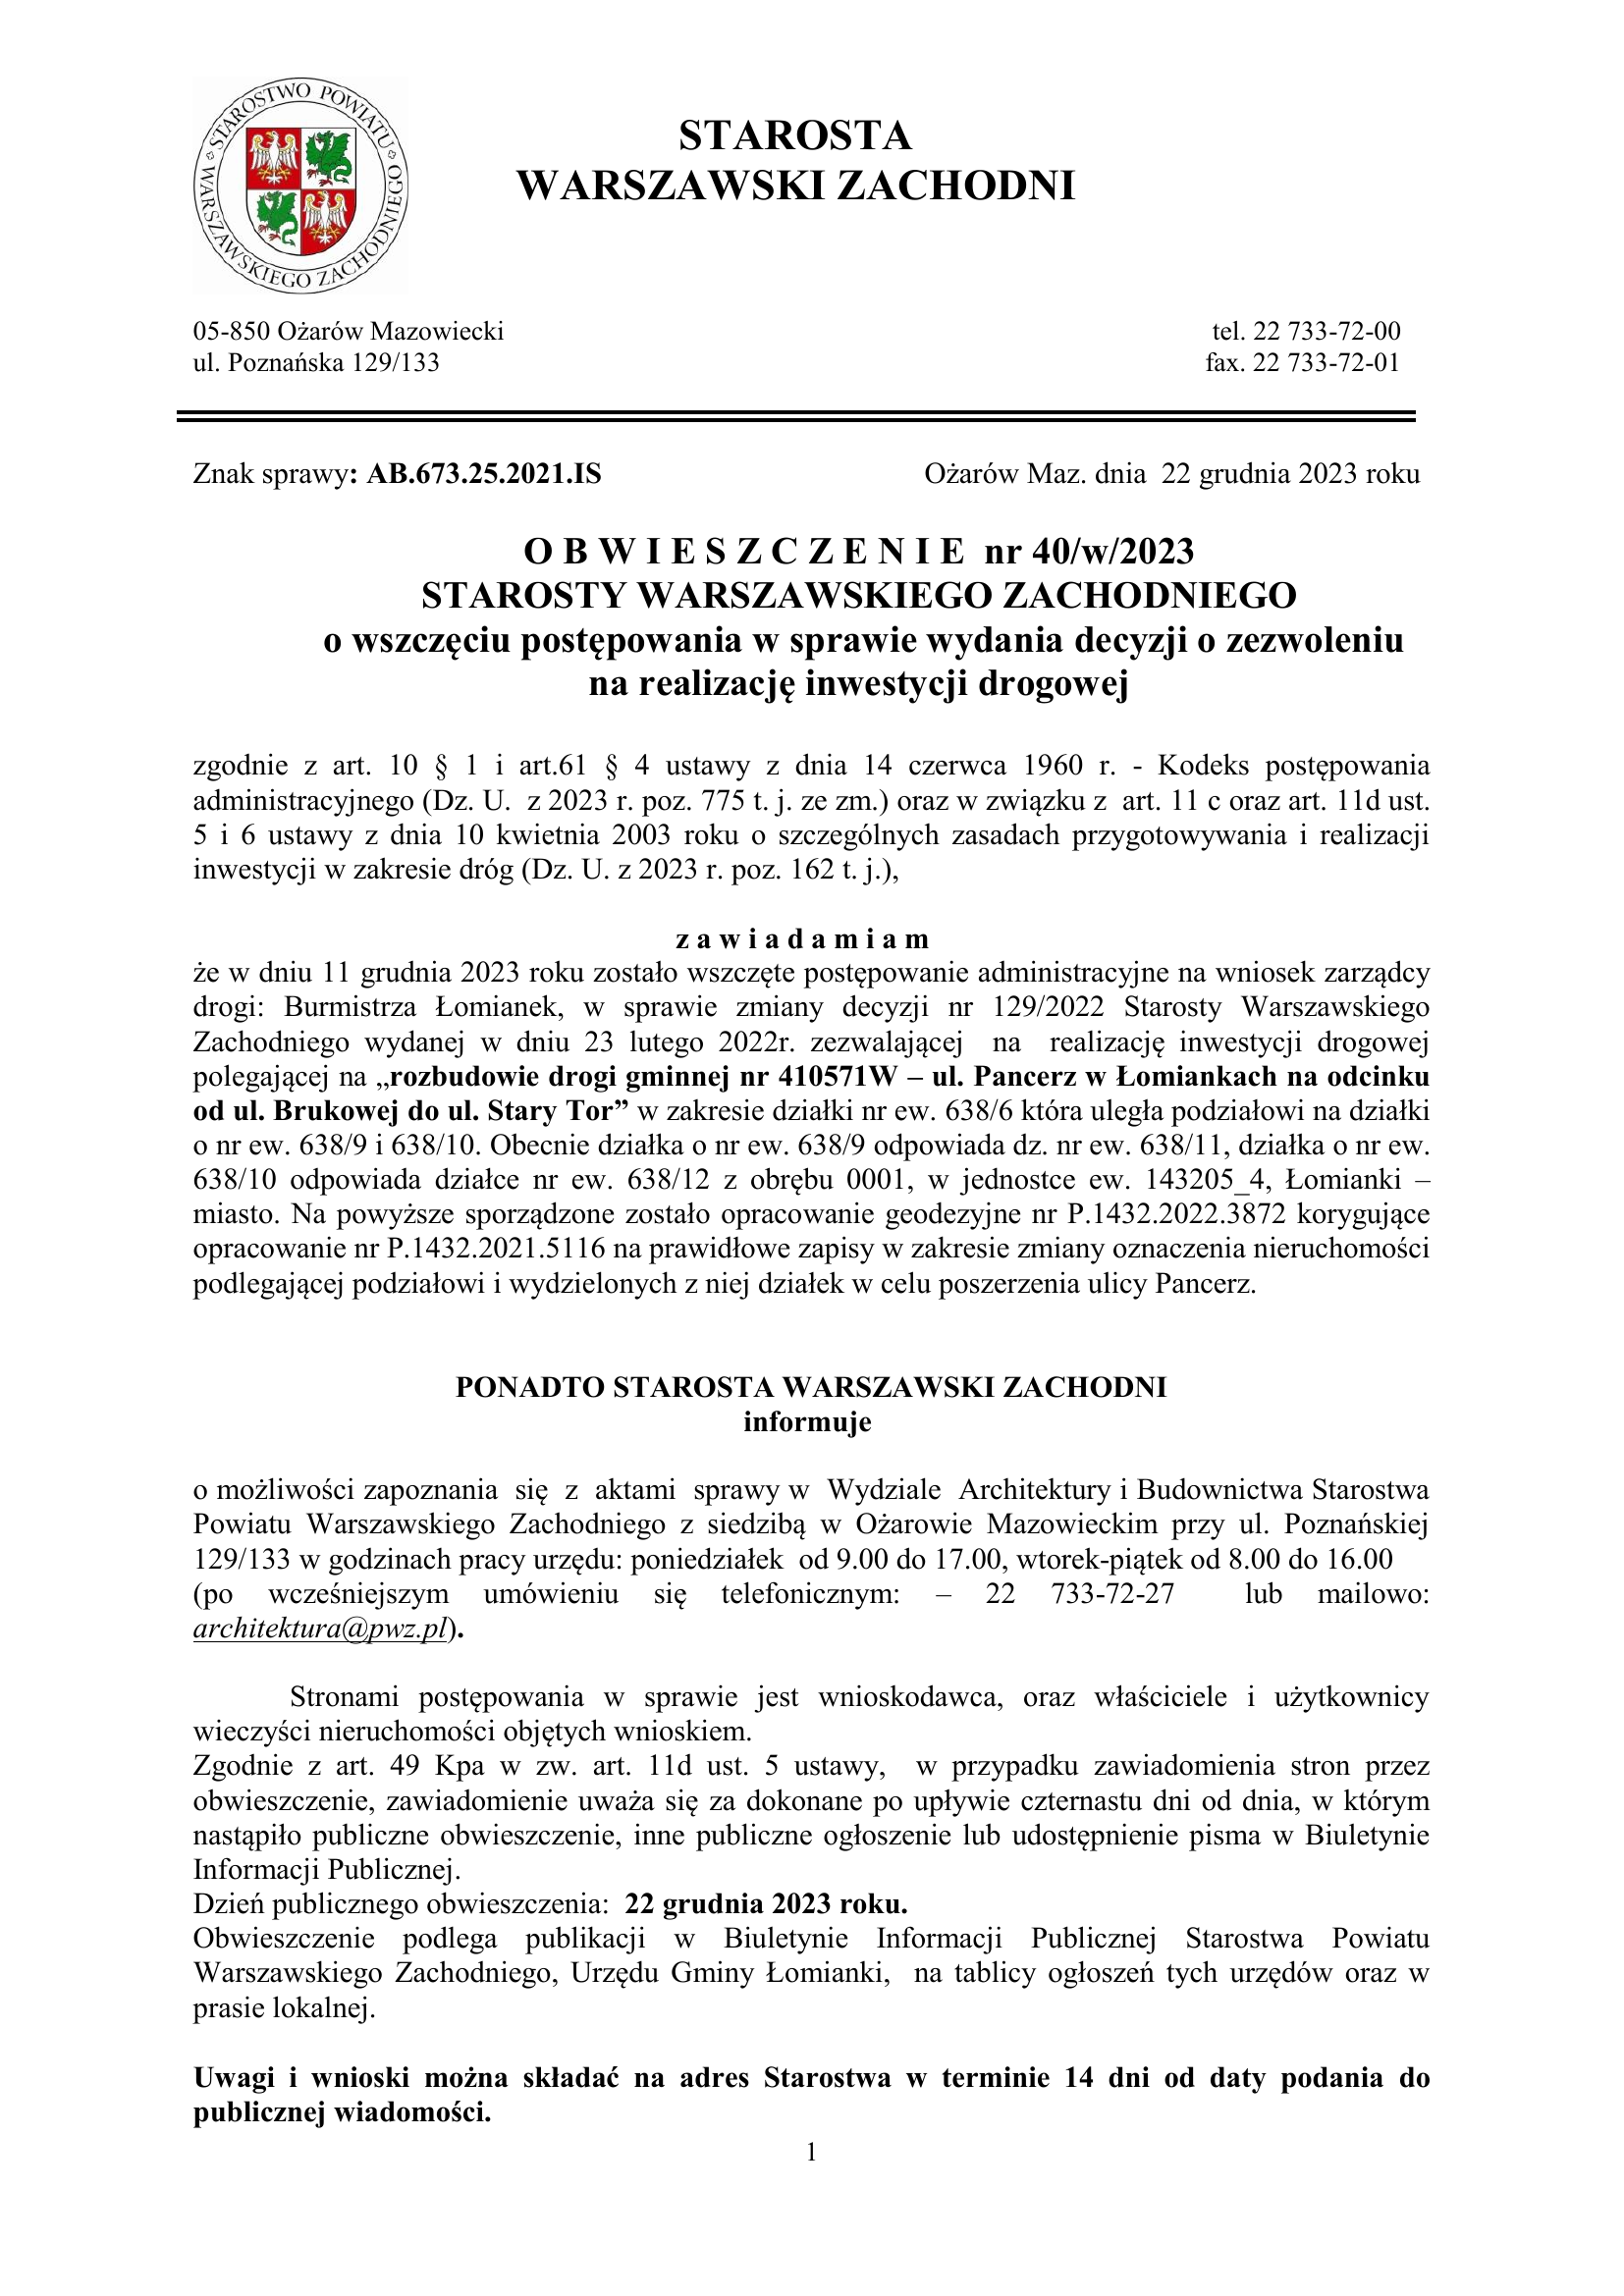 STAROSTWO POWIATU WARSZAWSKIEGO ZACHODNIEGO
STAROSTA
WARSZAWSKI ZACHODNI
05-850 Ożarów Mazowiecki tel. 22 733-72-00
ul. Poznańska 129/133 fax. 22 733-72-01
Znak sprawy: AB.673.25.2021.IS Ożarów Maz. dnia 22 grudnia 2023 roku
O B W I E S Z C Z E N I E nr 40/w/2023
STAROSTY WARSZAWSKIEGO ZACHODNIEGO
o wszczęciu postępowania w sprawie wydania decyzji o zezwoleniu
na realizację inwestycji drogowej
zgodnie z art. 10 § 1 i art.61 § 4 ustawy z dnia 14 czerwca 1960 r. - Kodeks postępowania
administracyjnego (Dz. U. z 2023 r. poz. 775 t. j. ze zm.) oraz w związku z art. 11 c oraz art. 11d ust.
5 i 6 ustawy z dnia 10 kwietnia 2003 roku o szczególnych zasadach przygotowywania i realizacji
inwestycji w zakresie dróg (Dz. U. z 2023 r. poz. 162 t. j.),
z a w i a d a m i a m
że w dniu 11 grudnia 2023 roku zostało wszczęte postępowanie administracyjne na wniosek zarządcy
drogi: Burmistrza Łomianek, w sprawie zmiany decyzji nr 129/2022 Starosty Warszawskiego
Zachodniego wydanej w dniu 23 lutego 2022r. zezwalającej na realizację inwestycji drogowej
polegającej na „rozbudowie drogi gminnej nr 410571W – ul. Pancerz w Łomiankach na odcinku
od ul. Brukowej do ul. Stary Tor” w zakresie działki nr ew. 638/6 która uległa podziałowi na działki
o nr ew. 638/9 i 638/10. Obecnie działka o nr ew. 638/9 odpowiada dz. nr ew. 638/11, działka o nr ew.
638/10 odpowiada działce nr ew. 638/12 z obrębu 0001, w jednostce ew. 143205_4, Łomianki –
miasto. Na powyższe sporządzone zostało opracowanie geodezyjne nr P.1432.2022.3872 korygujące
opracowanie nr P.1432.2021.5116 na prawidłowe zapisy w zakresie zmiany oznaczenia nieruchomości
podlegającej podziałowi i wydzielonych z niej działek w celu poszerzenia ulicy Pancerz.
PONADTO STAROSTA WARSZAWSKI ZACHODNI
informuje
o możliwości zapoznania się z aktami sprawy w Wydziale Architektury i Budownictwa Starostwa
Powiatu Warszawskiego Zachodniego z siedzibą w Ożarowie Mazowieckim przy ul. Poznańskiej
129/133 w godzinach pracy urzędu: poniedziałek od 9.00 do 17.00, wtorek-piątek od 8.00 do 16.00
(po wcześniejszym umówieniu się telefonicznym: – 22 733-72-27 lub mailowo:
architektura@pwz.pl).
Stronami postępowania w sprawie jest wnioskodawca, oraz właściciele i użytkownicy
wieczyści nieruchomości objętych wnioskiem.
Zgodnie z art. 49 Kpa w zw. art. 11d ust. 5 ustawy, w przypadku zawiadomienia stron przez
obwieszczenie, zawiadomienie uważa się za dokonane po upływie czternastu dni od dnia, w którym
nastąpiło publiczne obwieszczenie, inne publiczne ogłoszenie lub udostępnienie pisma w Biuletynie
Informacji Publicznej.
Dzień publicznego obwieszczenia: 22 grudnia 2023 roku.
Obwieszczenie podlega publikacji w Biuletynie Informacji Publicznej Starostwa Powiatu
Warszawskiego Zachodniego, Urzędu Gminy Łomianki, na tablicy ogłoszeń tych urzędów oraz w
prasie lokalnej.
Uwagi i wnioski można składać na adres Starostwa w terminie 14 dni od daty podania do
publicznej wiadomości.
1